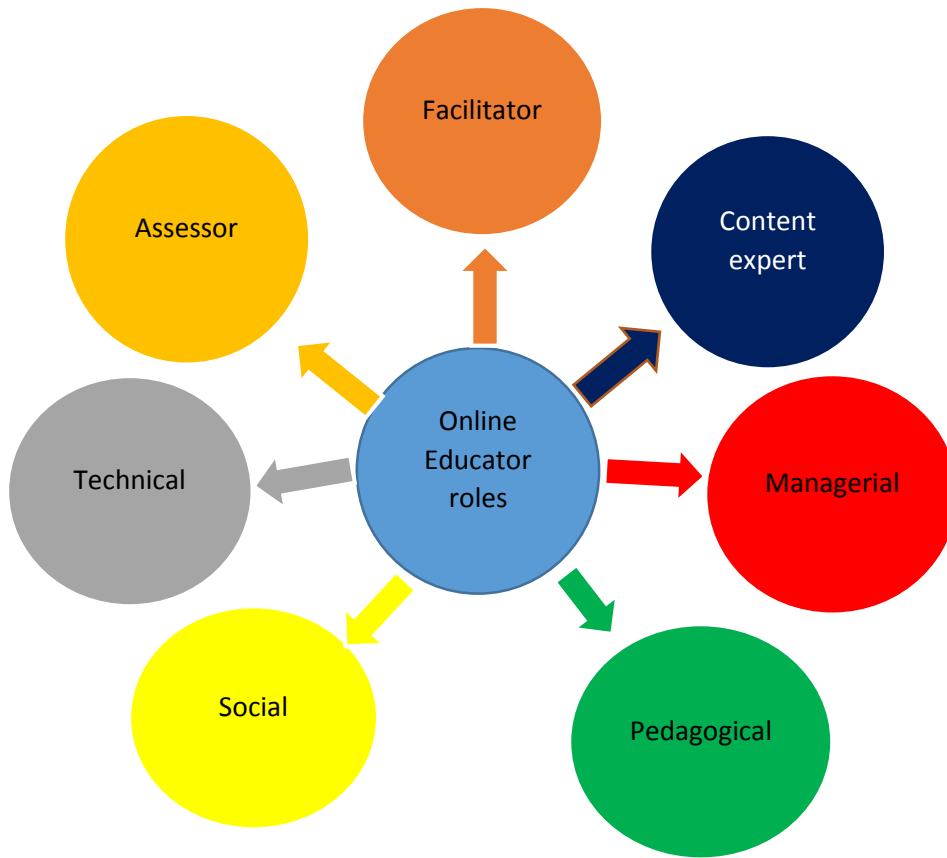 Facilitator
Assessor
Content
expert
Online
Educator
roles
Technical
Managerial
Social
Pedagogical